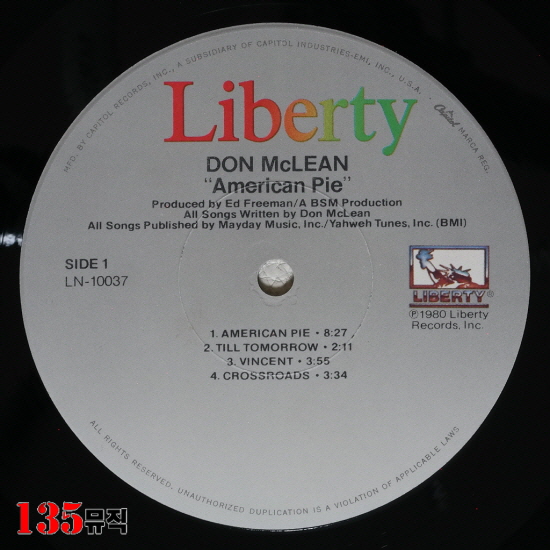 MFD. BY CAPITOL RECORDS, INC., A SUBSIDIARY OF CAPITOL INDUSTRIES-EMI, INC., U.S.A.
Capitol MARCA REG.
Liberty
DON McLEAN
"American Pie"
Produced by Ed Freeman/A BSM Production
All Songs Written by Don McLean
All Songs Published by Mayday Music, Inc./Yahweh Tunes, Inc. (BMI)
SIDE 1
LN-10037
LIBERTY®
℗1980 Liberty
Records, Inc.
1. AMERICAN PIE • 8:27
2. TILL TOMORROW • 2:11
3. VINCENT • 3:55
4. CROSSROADS • 3:34
ALL RIGHTS RESERVED. UNAUTHORIZED DUPLICATION IS A VIOLATION OF APPLICABLE LAWS
135뮤직